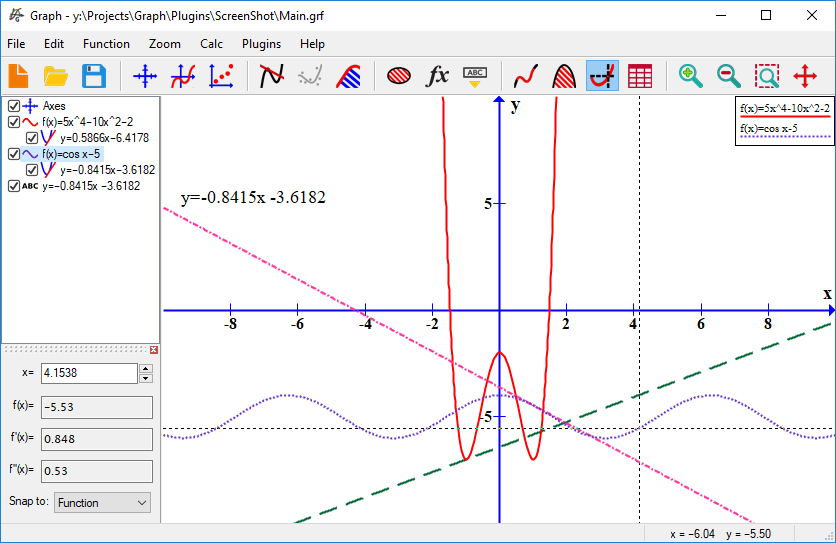 Graph - y:\Projects\Graph\Plugins\ScreenShot\Main.grf
File Edit Function Zoom Calc Plugins Help
fx ABC
Axes
f(x)=5x^4-10x^2-2
y=0.5866x-6.4178
f(x)=cos x-5
y=-0.8415x-3.6182
ABC y=-0.8415x -3.6182
x= 4.1538
f(x)= -5.53
f'(x)= 0.848
f''(x)= 0.53
Snap to: Function
y
f(x)=5x^4-10x^2-2
f(x)=cos x-5
y=-0.8415x -3.6182
5
x
-8 -6 -4 -2 2 4 6 8
-5
x = -6.04 y = -5.50